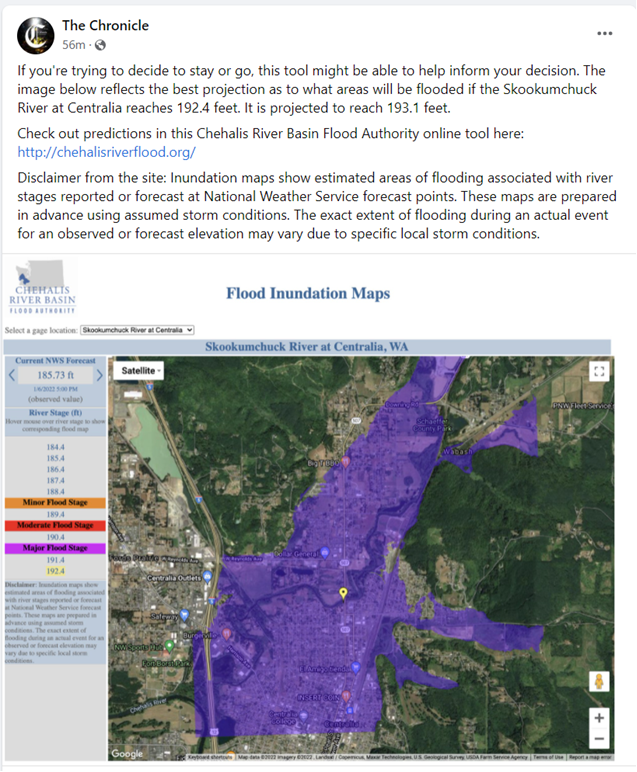 The Chronicle
56m ·
If you're trying to decide to stay or go, this tool might be able to help inform your decision. The
image below reflects the best projection as to what areas will be flooded if the Skookumchuck
River at Centralia reaches 192.4 feet. It is projected to reach 193.1 feet.
Check out predictions in this Chehalis River Basin Flood Authority online tool here:
http://chehalisriverflood.org/
Disclaimer from the site: Inundation maps show estimated areas of flooding associated with river
stages reported or forecast at National Weather Service forecast points. These maps are prepared
in advance using assumed storm conditions. The exact extent of flooding during an actual event
for an observed or forecast elevation may vary due to specific local storm conditions.
CHEHALIS
RIVER BASIN
FLOOD AUTHORITY
Flood Inundation Maps
Select a gage location: Skookumchuck River at Centralia
Skookumchuck River at Centralia, WA
Current NWS Forecast
185.73 ft
1/6/2022 5:00 PM
(observed value)
River Stage (ft)
Hover mouse over river stage to show
corresponding flood map
184.4
185.4
186.4
187.4
188.4
Minor Flood Stage
189.4
Moderate Flood Stage
190.4
Major Flood Stage
191.4
192.4
Disclaimer: Inundation maps show
estimated areas of flooding associated
with river stages reported or forecast
at National Weather Service forecast
points. These maps are prepared in
advance using assumed storm
conditions. The exact extent of
flooding during an actual event for an
observed or forecast elevation may
vary due to specific local storm
conditions.
Satellite
PNW Fleet Service
Schaefer
County Park
Wabash
Dollar General
Centralia Outlets
Safeway
Burgerville
NW Sports Hub
Fort Borst Park
Chehalis River
Centralia
College
Centralia
Google
Keyboard shortcuts
Map data ©2022 Imagery ©2022 , Landsat / Copernicus, Maxar Technologies, U.S. Geological Survey, USDA Farm Service Agency
Terms of Use
Report a map error